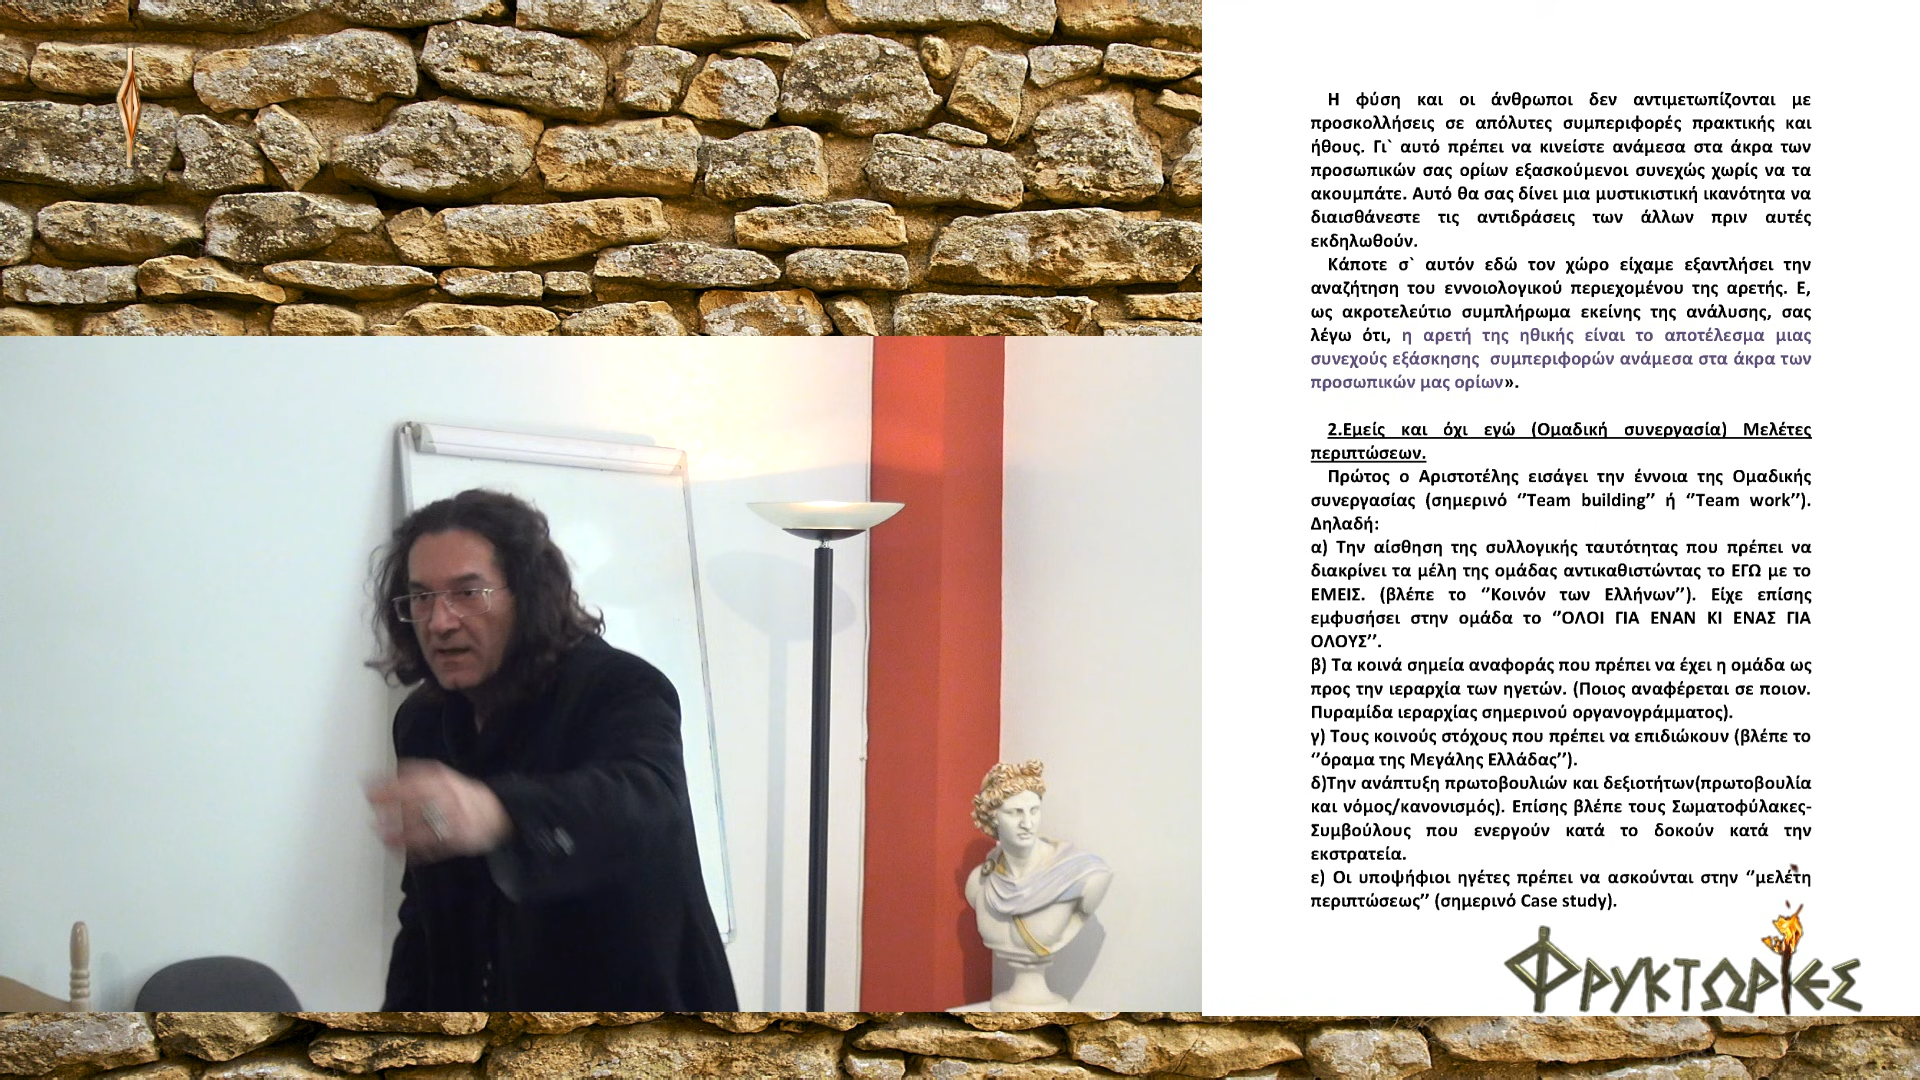 Η φύση και οι άνθρωποι δεν αντιμετωπίζονται με
προσκολλήσεις σε απόλυτες συμπεριφορές πρακτικής και
ήθους. Γι` αυτό πρέπει να κινείστε ανάμεσα στα άκρα των
προσωπικών σας ορίων εξασκούμενοι συνεχώς χωρίς να τα
ακουμπάτε. Αυτό θα σας δίνει μια μυστικιστική ικανότητα να
διαισθάνεστε τις αντιδράσεις των άλλων πριν αυτές
εκδηλωθούν.
Κάποτε σ` αυτόν εδώ τον χώρο είχαμε εξαντλήσει την
αναζήτηση του εννοιολογικού περιεχομένου της αρετής. Ε,
ως ακροτελεύτιο συμπλήρωμα εκείνης της ανάλυσης, σας
λέγω ότι, η αρετή της ηθικής είναι το αποτέλεσμα μιας
συνεχούς εξάσκησης συμπεριφορών ανάμεσα στα άκρα των
προσωπικών μας ορίων».
2.Εμείς και όχι εγώ (Ομαδική συνεργασία) Μελέτες
περιπτώσεων.
Πρώτος ο Αριστοτέλης εισάγει την έννοια της Ομαδικής
συνεργασίας (σημερινό ‘’Team building’’ ή ‘’Team work’’).
Δηλαδή:
α) Την αίσθηση της συλλογικής ταυτότητας που πρέπει να
διακρίνει τα μέλη της ομάδας αντικαθιστώντας το ΕΓΩ με το
ΕΜΕΙΣ. (βλέπε το ‘’Κοινόν των Ελλήνων’’). Είχε επίσης
εμφυσήσει στην ομάδα το ‘’ΌΛΟΙ ΓΙΑ ΕΝΑΝ ΚΙ ΕΝΑΣ ΓΙΑ
ΟΛΟΥΣ’’.
β) Τα κοινά σημεία αναφοράς που πρέπει να έχει η ομάδα ως
προς την ιεραρχία των ηγετών. (Ποιος αναφέρεται σε ποιον.
Πυραμίδα ιεραρχίας σημερινού οργανογράμματος).
γ) Τους κοινούς στόχους που πρέπει να επιδιώκουν (βλέπε το
‘’όραμα της Μεγάλης Ελλάδας’’).
δ)Την ανάπτυξη πρωτοβουλιών και δεξιοτήτων(πρωτοβουλία
και νόμος/κανονισμός). Επίσης βλέπε τους Σωματοφύλακες-
Συμβούλους που ενεργούν κατά το δοκούν κατά την
εκστρατεία.
ε) Οι υποψήφιοι ηγέτες πρέπει να ασκούνται στην ‘’μελέτη
περιπτώσεως’’ (σημερινό Case study).
ΦΡΥΚΤΩΡΙΕΣ